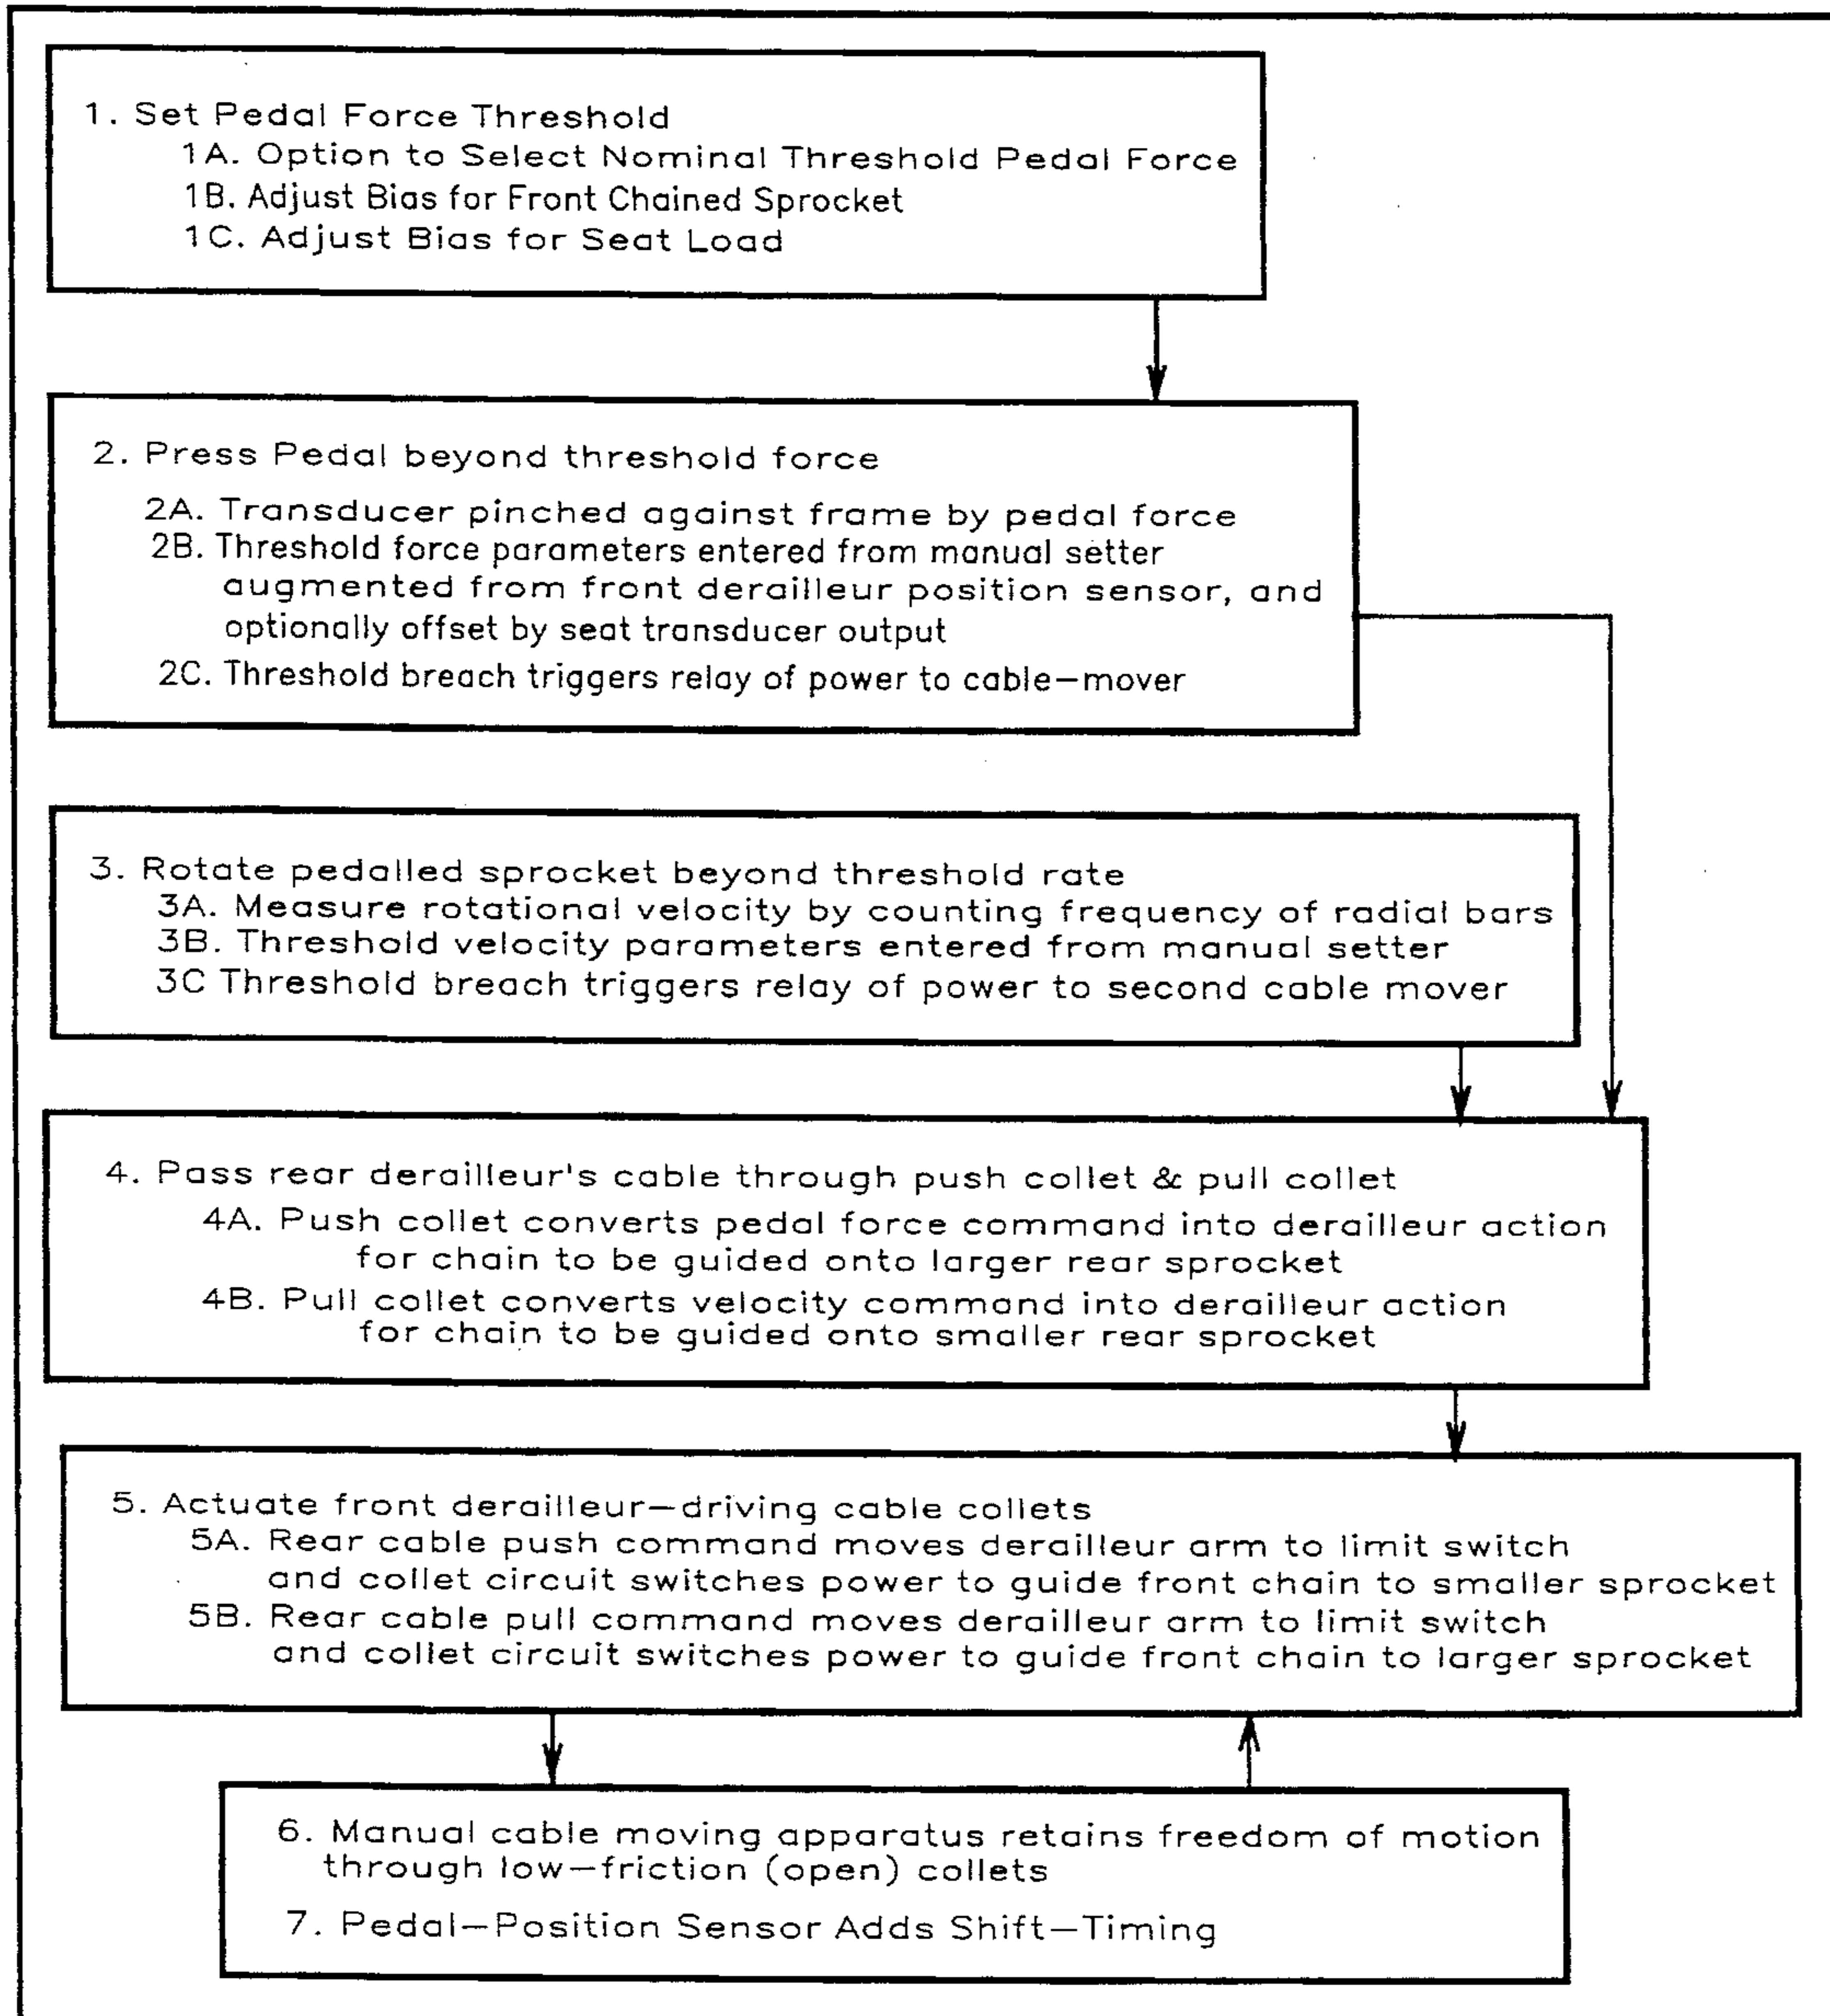 1. Set Pedal Force Threshold
1A. Option to Select Nominal Threshold Pedal Force
1B. Adjust Bias for Front Chained Sprocket
1C. Adjust Bias for Seat Load
2. Press Pedal beyond threshold force
2A. Transducer pinched against frame by pedal force
2B. Threshold force parameters entered from manual setter
augmented from front derailleur position sensor, and
optionally offset by seat transducer output
2C. Threshold breach triggers relay of power to cable-mover
3. Rotate pedalled sprocket beyond threshold rate
3A. Measure rotational velocity by counting frequency of radial bars
3B. Threshold velocity parameters entered from manual setter
3C Threshold breach triggers relay of power to second cable mover
4. Pass rear derailleur's cable through push collet & pull collet
4A. Push collet converts pedal force command into derailleur action
for chain to be guided onto larger rear sprocket
4B. Pull collet converts velocity command into derailleur action
for chain to be guided onto smaller rear sprocket
5. Actuate front derailleur-driving cable collets
5A. Rear cable push command moves derailleur arm to limit switch
and collet circuit switches power to guide front chain to smaller sprocket
5B. Rear cable pull command moves derailleur arm to limit switch
and collet circuit switches power to guide front chain to larger sprocket
6. Manual cable moving apparatus retains freedom of motion
through low-friction (open) collets
7. Pedal-Position Sensor Adds Shift-Timing